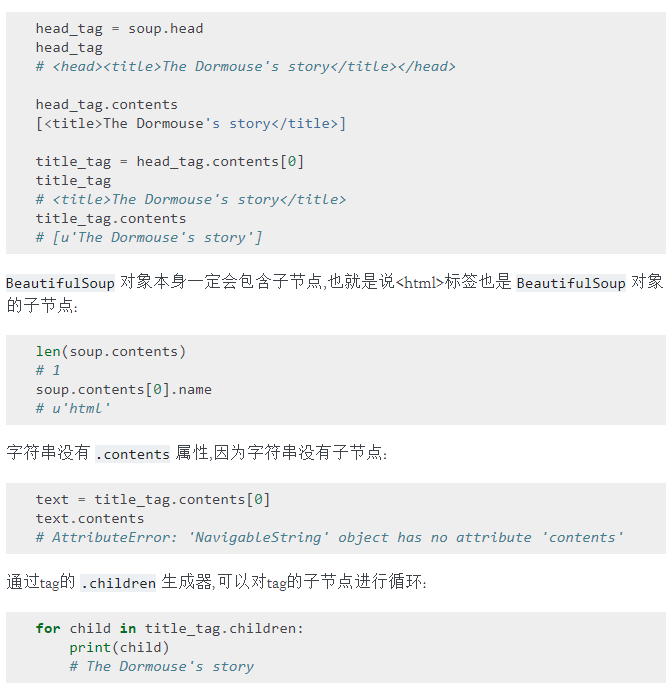 head_tag = soup.head
head_tag
# <head><title>The Dormouse's story</title></head>
head_tag.contents
[<title>The Dormouse's story</title>]
title_tag = head_tag.contents[0]
title_tag
# <title>The Dormouse's story</title>
title_tag.contents
# [u'The Dormouse's story']
BeautifulSoup 对象本身一定会包含子节点,也就是说<html>标签也是 BeautifulSoup 对象
的子节点:
len(soup.contents)
# 1
soup.contents[0].name
# u'html'
字符串没有 .contents 属性,因为字符串没有子节点:
text = title_tag.contents[0]
text.contents
# AttributeError: 'NavigableString' object has no attribute 'contents'
通过tag的 .children 生成器,可以对tag的子节点进行循环:
for child in title_tag.children:
    print(child)
    # The Dormouse's story